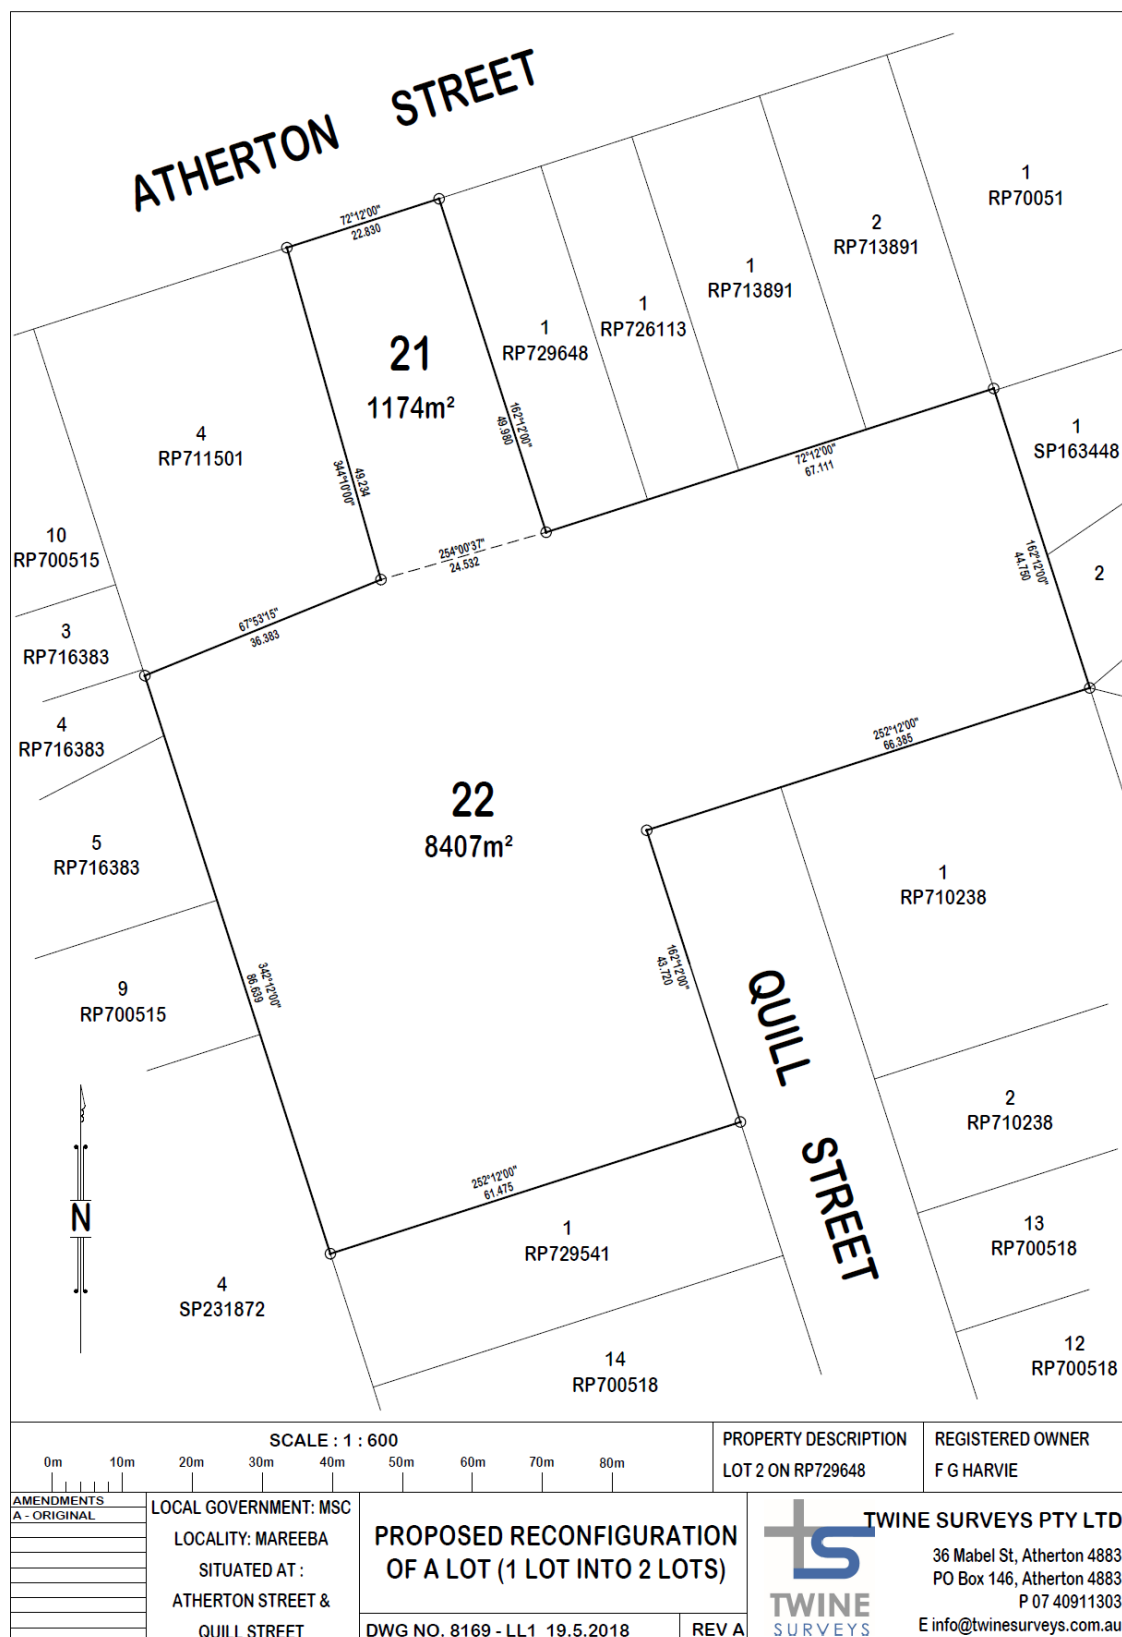 ATHERTON STREET
72°12'00"
22.830
1
RP70051
2
RP713891
1
RP713891
1
RP726113
1
RP729648
21
1174m²
162°12'00"
49.980
49.234
344°10'00"
4
RP711501
72°12'00"
67.111
1
SP163448
10
RP700515
254°00'37"
24.532
162°12'00"
44.750
2
3
RP716383
67°53'15"
36.383
4
RP716383
252°12'00"
66.385
22
8407m²
5
RP716383
1
RP710238
342°12'00"
86.639
162°12'00"
43.720
9
RP700515
QUILL STREET
2
RP710238
N
252°12'00"
61.475
1
RP729541
13
RP700518
4
SP231872
14
RP700518
12
RP700518
SCALE : 1 : 600
0m 10m 20m 30m 40m 50m 60m 70m 80m
PROPERTY DESCRIPTION
LOT 2 ON RP729648
REGISTERED OWNER
F G HARVIE
AMENDMENTS
A - ORIGINAL
LOCAL GOVERNMENT: MSC
LOCALITY: MAREEBA
SITUATED AT :
ATHERTON STREET &
QUILL STREET
PROPOSED RECONFIGURATION
OF A LOT (1 LOT INTO 2 LOTS)
DWG NO. 8169 - LL1 19.5.2018
REV A
ts
TWINE
SURVEYS
TWINE SURVEYS PTY LTD
36 Mabel St, Atherton 4883
PO Box 146, Atherton 4883
P 07 40911303
E info@twinesurveys.com.au